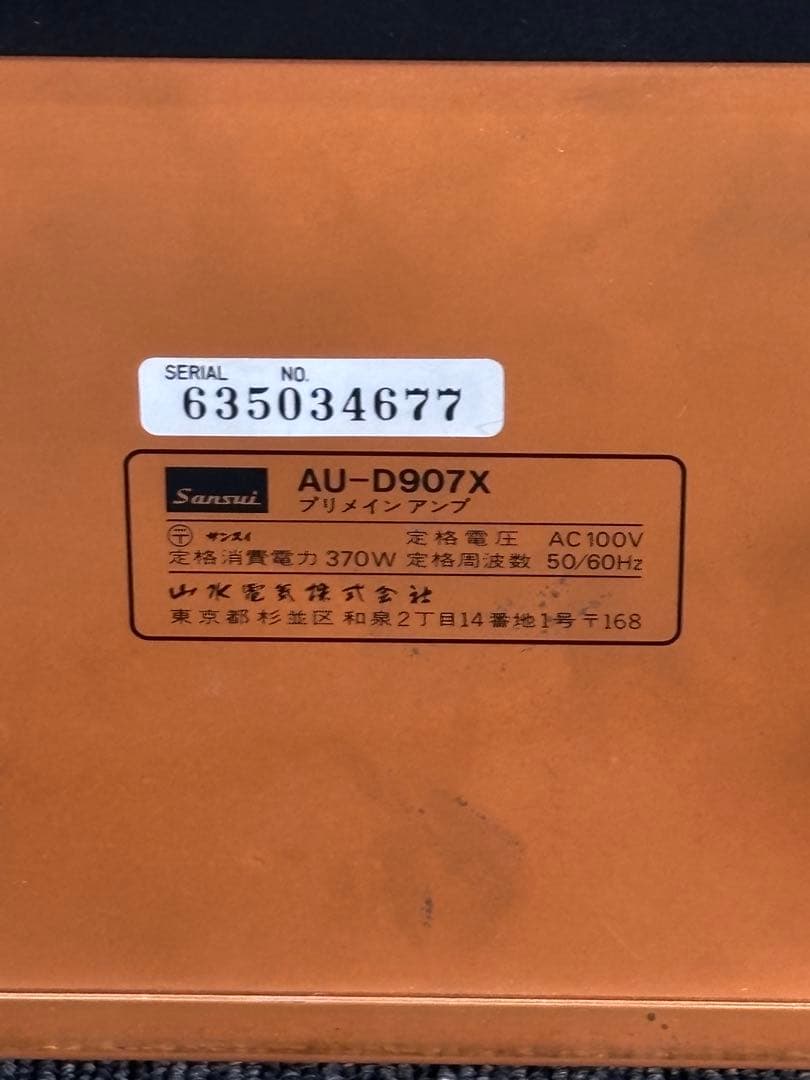 SERIAL NO.
635034677
Sansui AU-D907X
プリメインアンプ
〒 サンスイ 定格電圧 AC100V
定格消費電力 370W 定格周波数 50/60Hz
山水電気株式会社
東京都杉並区和泉2丁目14番地1号〒168